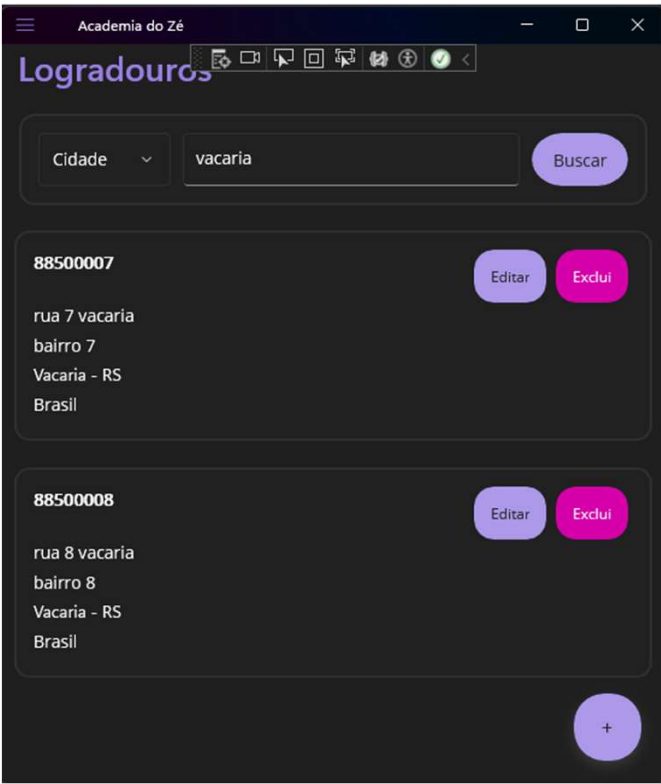 Academia do Zé
Logradouros
Cidade
vacaria
Buscar
88500007
Editar
Exclui
rua 7 vacaria
bairro 7
Vacaria - RS
Brasil
88500008
Editar
Exclui
rua 8 vacaria
bairro 8
Vacaria - RS
Brasil
+